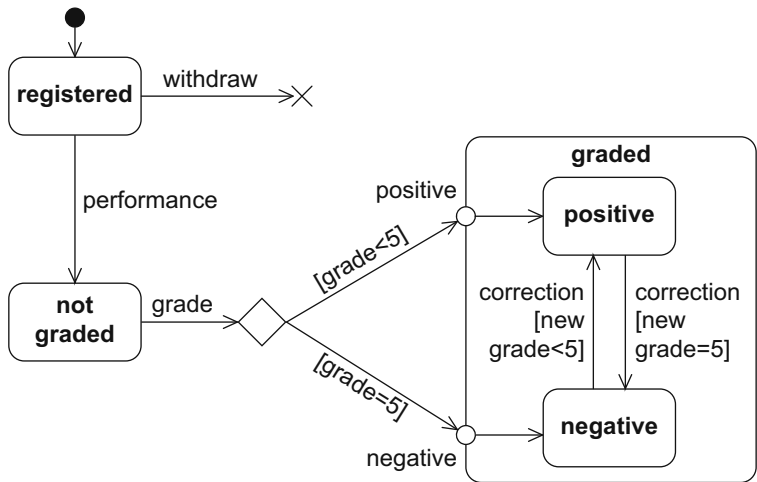 registered
withdraw
performance
graded
positive
positive
[grade<5]
not
graded
grade
correction
[new
grade<5]
correction
[new
grade=5]
[grade=5]
negative
negative